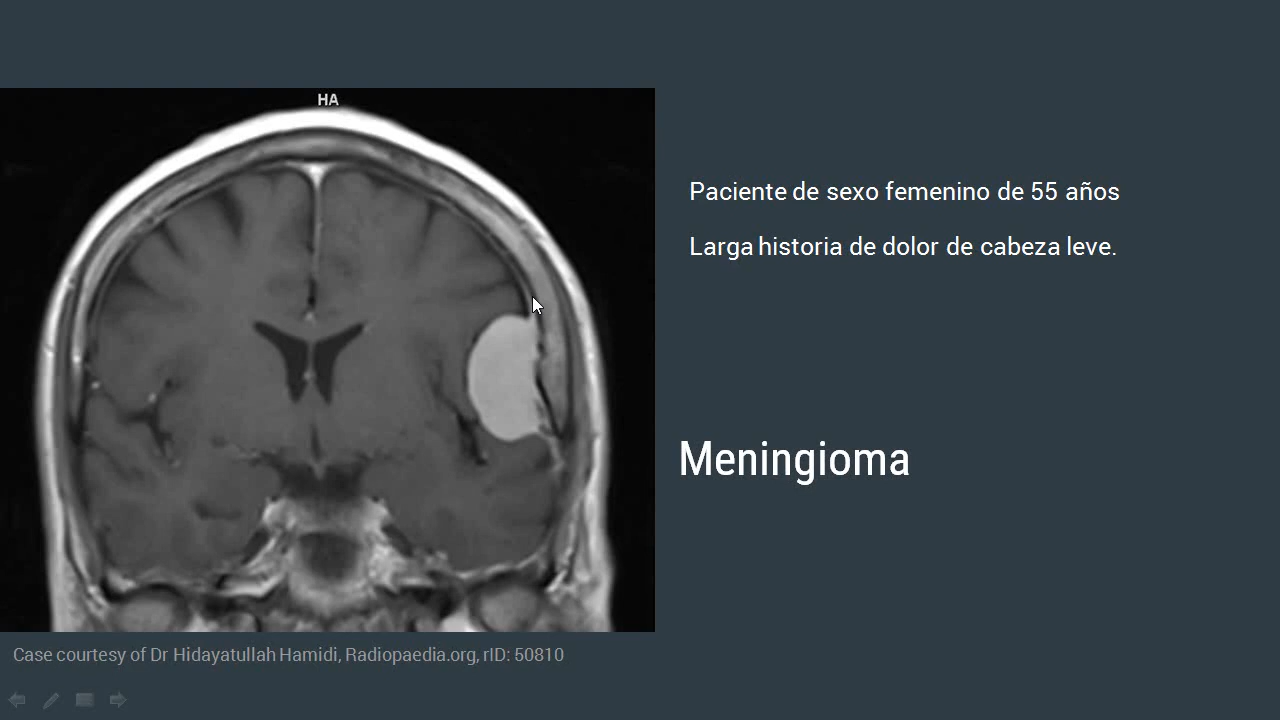 HA
Paciente de sexo femenino de 55 años
Larga historia de dolor de cabeza leve.
Meningioma
Case courtesy of Dr Hidayatullah Hamidi, Radiopaedia.org, rID: 50810